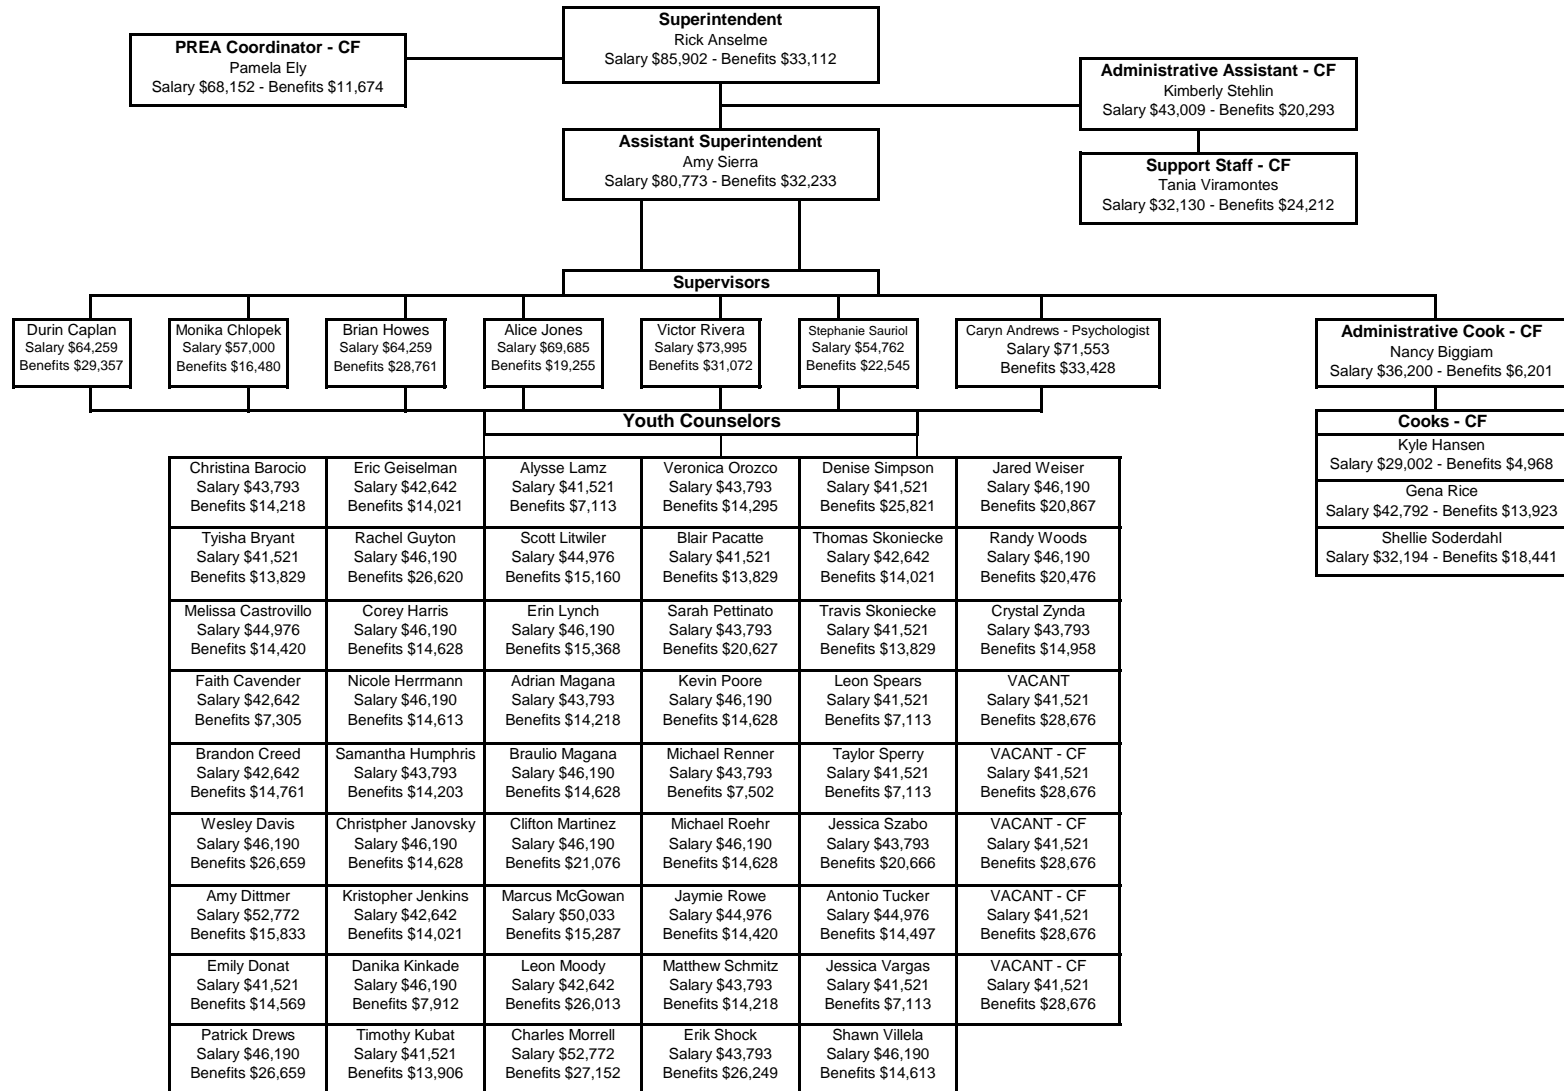 Superintendent
Rick Anselme
Salary $85,902 - Benefits $33,112
PREA Coordinator - CF
Pamela Ely
Salary $68,152 - Benefits $11,674
Administrative Assistant - CF
Kimberly Stehlin
Salary $43,009 - Benefits $20,293
Assistant Superintendent
Amy Sierra
Salary $80,773 - Benefits $32,233
Support Staff - CF
Tania Viramontes
Salary $32,130 - Benefits $24,212
Supervisors
Durin Caplan
Salary $64,259
Benefits $29,357
Monika Chlopek
Salary $57,000
Benefits $16,480
Brian Howes
Salary $64,259
Benefits $28,761
Alice Jones
Salary $69,685
Benefits $19,255
Victor Rivera
Salary $73,995
Benefits $31,072
Stephanie Sauriol
Salary $54,762
Benefits $22,545
Caryn Andrews - Psychologist
Salary $71,553
Benefits $33,428
Administrative Cook - CF
Nancy Biggiam
Salary $36,200 - Benefits $6,201
Youth Counselors
Cooks - CF
Kyle Hansen
Salary $29,002 - Benefits $4,968
Gena Rice
Salary $42,792 - Benefits $13,923
Shellie Soderdahl
Salary $32,194 - Benefits $18,441
Christina Barocio
Salary $43,793
Benefits $14,218
Eric Geiselman
Salary $42,642
Benefits $14,021
Alysse Lamz
Salary $41,521
Benefits $7,113
Veronica Orozco
Salary $43,793
Benefits $14,295
Denise Simpson
Salary $41,521
Benefits $25,821
Jared Weiser
Salary $46,190
Benefits $20,867
Tyisha Bryant
Salary $41,521
Benefits $13,829
Rachel Guyton
Salary $46,190
Benefits $26,620
Scott Litwiler
Salary $44,976
Benefits $15,160
Blair Pacatte
Salary $41,521
Benefits $13,829
Thomas Skoniecke
Salary $42,642
Benefits $14,021
Randy Woods
Salary $46,190
Benefits $20,476
Melissa Castrovillo
Salary $44,976
Benefits $14,420
Corey Harris
Salary $46,190
Benefits $14,628
Erin Lynch
Salary $46,190
Benefits $15,368
Sarah Pettinato
Salary $43,793
Benefits $20,627
Travis Skoniecke
Salary $41,521
Benefits $13,829
Crystal Zynda
Salary $43,793
Benefits $14,958
Faith Cavender
Salary $42,642
Benefits $7,305
Nicole Herrmann
Salary $46,190
Benefits $14,613
Adrian Magana
Salary $43,793
Benefits $14,218
Kevin Poore
Salary $46,190
Benefits $14,628
Leon Spears
Salary $41,521
Benefits $7,113
VACANT
Salary $41,521
Benefits $28,676
Brandon Creed
Salary $42,642
Benefits $14,761
Samantha Humphris
Salary $43,793
Benefits $14,203
Braulio Magana
Salary $46,190
Benefits $14,628
Michael Renner
Salary $43,793
Benefits $7,502
Taylor Sperry
Salary $41,521
Benefits $7,113
VACANT - CF
Salary $41,521
Benefits $28,676
Wesley Davis
Salary $46,190
Benefits $26,659
Christpher Janovsky
Salary $46,190
Benefits $14,628
Clifton Martinez
Salary $46,190
Benefits $21,076
Michael Roehr
Salary $46,190
Benefits $14,628
Jessica Szabo
Salary $43,793
Benefits $20,666
VACANT - CF
Salary $41,521
Benefits $28,676
Amy Dittmer
Salary $52,772
Benefits $15,833
Kristopher Jenkins
Salary $42,642
Benefits $14,021
Marcus McGowan
Salary $50,033
Benefits $15,287
Jaymie Rowe
Salary $44,976
Benefits $14,420
Antonio Tucker
Salary $44,976
Benefits $14,497
VACANT - CF
Salary $41,521
Benefits $28,676
Emily Donat
Salary $41,521
Benefits $14,569
Danika Kinkade
Salary $46,190
Benefits $7,912
Leon Moody
Salary $42,642
Benefits $26,013
Matthew Schmitz
Salary $43,793
Benefits $14,218
Jessica Vargas
Salary $41,521
Benefits $7,113
VACANT - CF
Salary $41,521
Benefits $28,676
Patrick Drews
Salary $46,190
Benefits $26,659
Timothy Kubat
Salary $41,521
Benefits $13,906
Charles Morrell
Salary $52,772
Benefits $27,152
Erik Shock
Salary $43,793
Benefits $26,249
Shawn Villela
Salary $46,190
Benefits $14,613